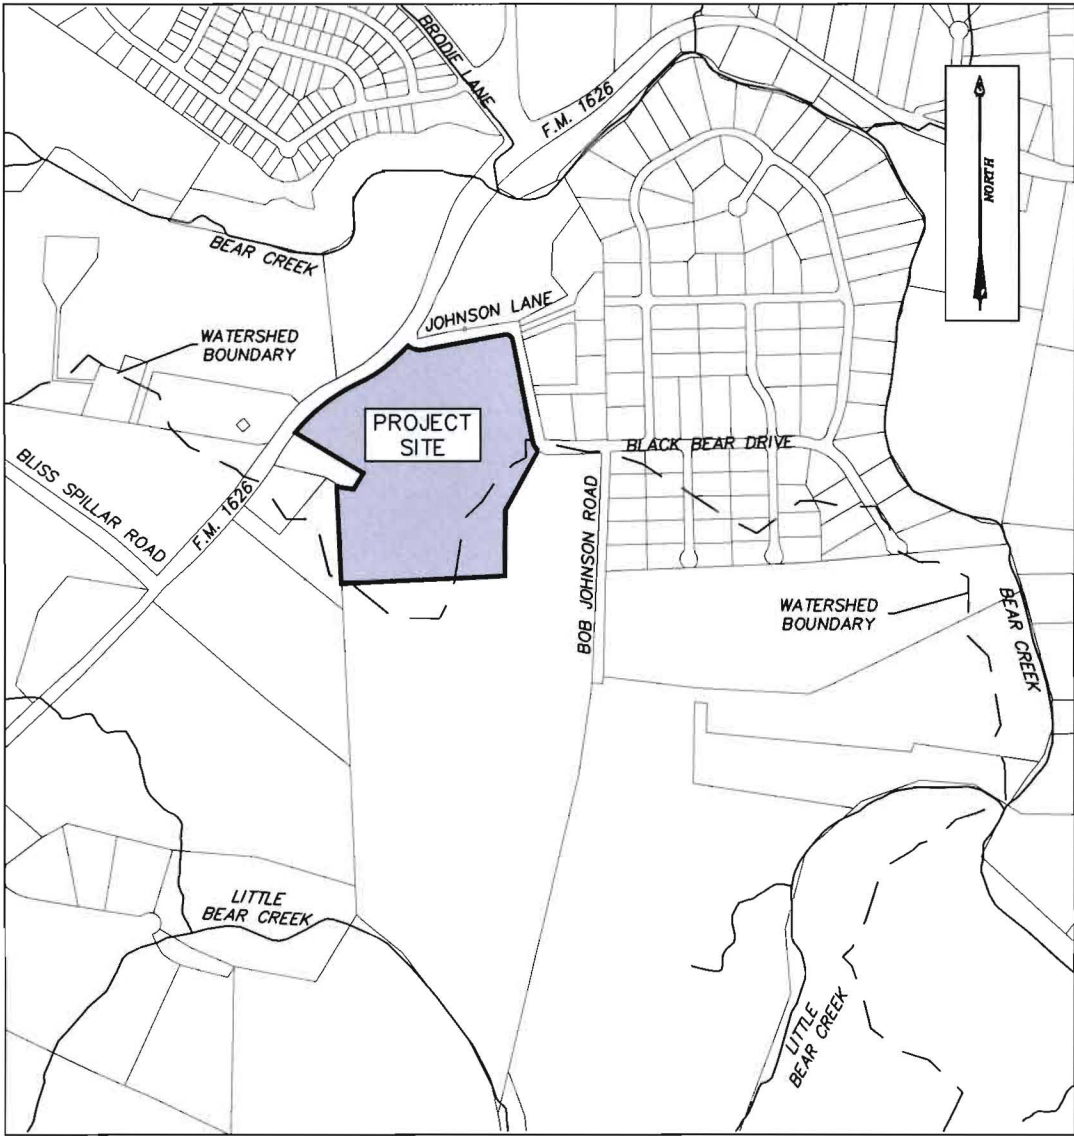 BRODIE LANE
F.M. 1626
NORTH
BEAR CREEK
JOHNSON LANE
WATERSHED
BOUNDARY
PROJECT
SITE
BLACK BEAR DRIVE
BLISS SPILLAR ROAD
F.M. 1626
BOB JOHNSON ROAD
WATERSHED
BOUNDARY
BEAR CREEK
LITTLE
BEAR CREEK
LITTLE
BEAR CREEK